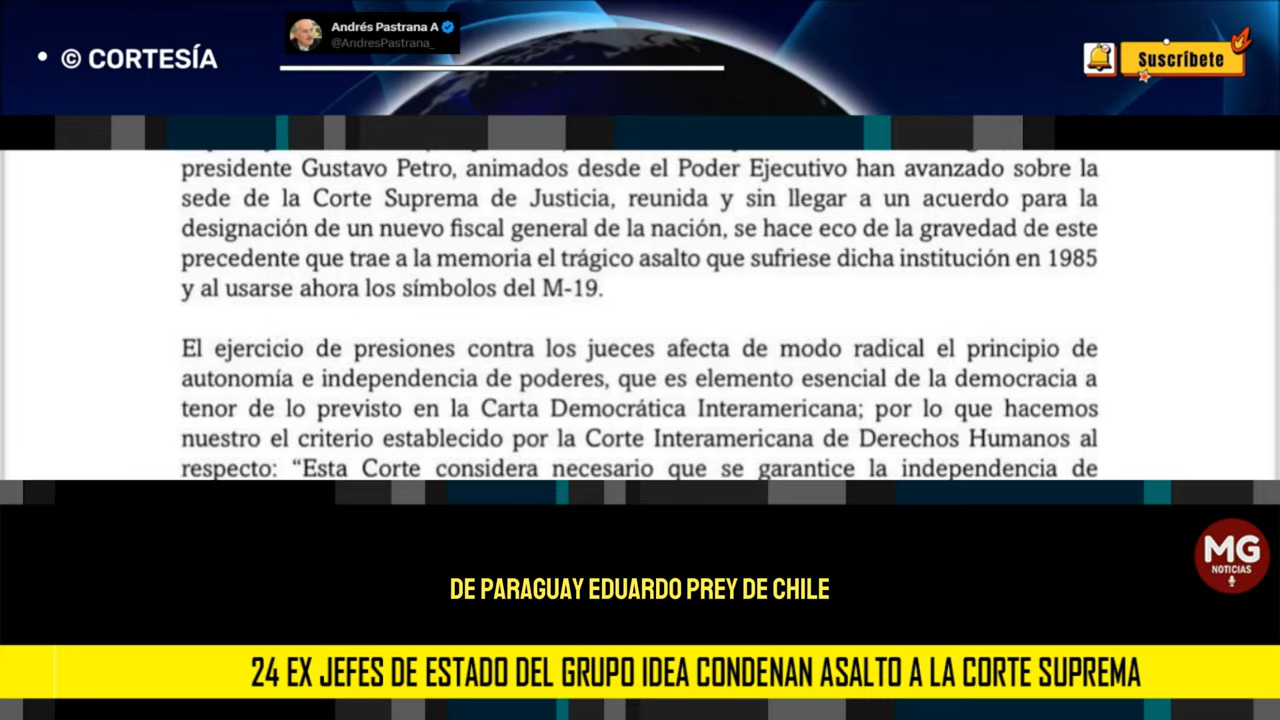 • © CORTESÍA
Andrés Pastrana A
@AndresPastrana_
Suscríbete
presidente Gustavo Petro, animados desde el Poder Ejecutivo han avanzado sobre la
sede de la Corte Suprema de Justicia, reunida y sin llegar a un acuerdo para la
designación de un nuevo fiscal general de la nación, se hace eco de la gravedad de este
precedente que trae a la memoria el trágico asalto que sufriese dicha institución en 1985
y al usarse ahora los símbolos del M-19.
El ejercicio de presiones contra los jueces afecta de modo radical el principio de
autonomía e independencia de poderes, que es elemento esencial de la democracia a
tenor de lo previsto en la Carta Democrática Interamericana; por lo que hacemos
nuestro el criterio establecido por la Corte Interamericana de Derechos Humanos al
respecto: “Esta Corte considera necesario que se garantice la independencia de
MG
NOTICIAS
DE PARAGUAY EDUARDO PREY DE CHILE
24 EX JEFES DE ESTADO DEL GRUPO IDEA CONDENAN ASALTO A LA CORTE SUPREMA